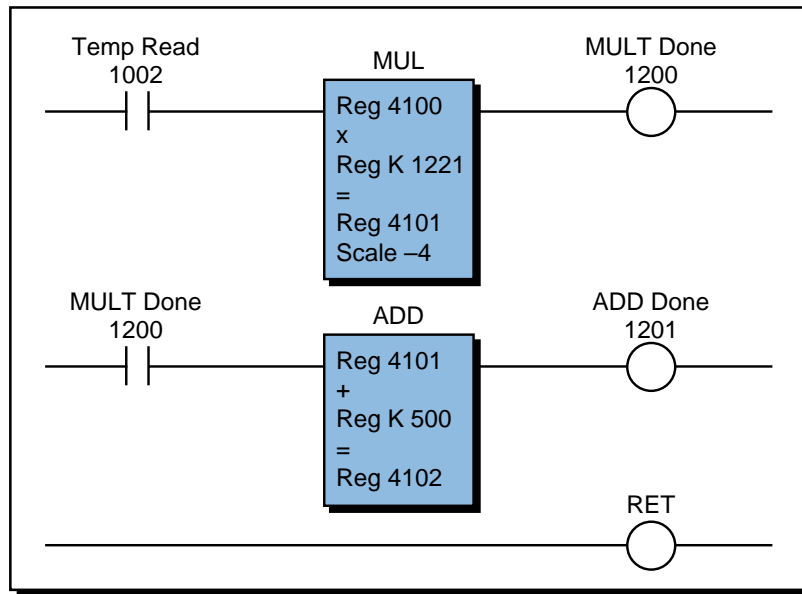 Temp Read
1002
MUL
MULT Done
1200
Reg 4100
x
Reg K 1221
=
Reg 4101
Scale –4
MULT Done
1200
ADD
ADD Done
1201
Reg 4101
+
Reg K 500
=
Reg 4102
RET